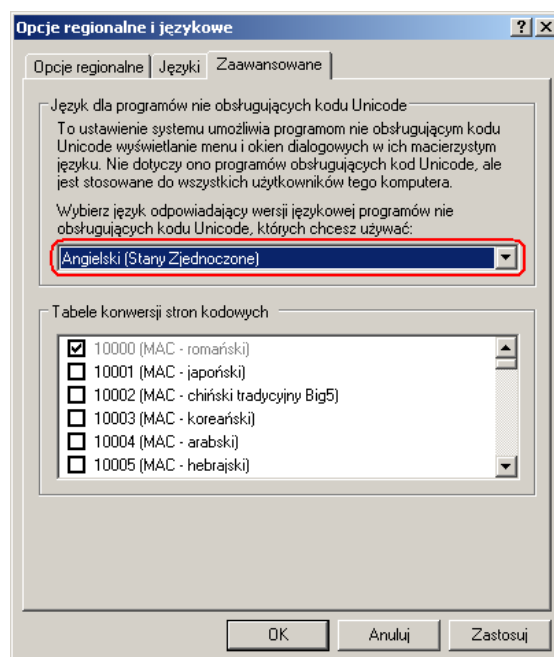 Opcje regionalne i językowe
Opcje regionalne
Języki
Zaawansowane
Język dla programów nie obsługujących kodu Unicode
To ustawienie systemu umożliwia programom nie obsługującym kodu
Unicode wyświetlanie menu i okien dialogowych w ich macierzystym
języku. Nie dotyczy ono programów obsługujących kod Unicode, ale
jest stosowane do wszystkich użytkowników tego komputera.
Wybierz język odpowiadający wersji językowej programów nie
obsługujących kodu Unicode, których chcesz używać:
Angielski (Stany Zjednoczone)
Tabele konwersji stron kodowych
10000 (MAC - romański)
10001 (MAC - japoński)
10002 (MAC - chiński tradycyjny Big5)
10003 (MAC - koreański)
10004 (MAC - arabski)
10005 (MAC - hebrajski)
OK
Anuluj
Zastosuj